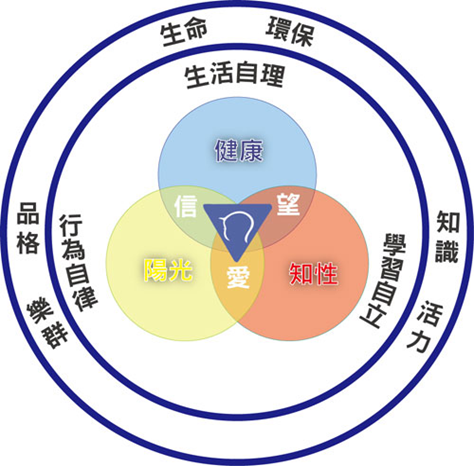 生命 環保
生活自理
健康
信 望
品格
行為自律
樂群
陽光
愛
知性
學習自立
知識
活力